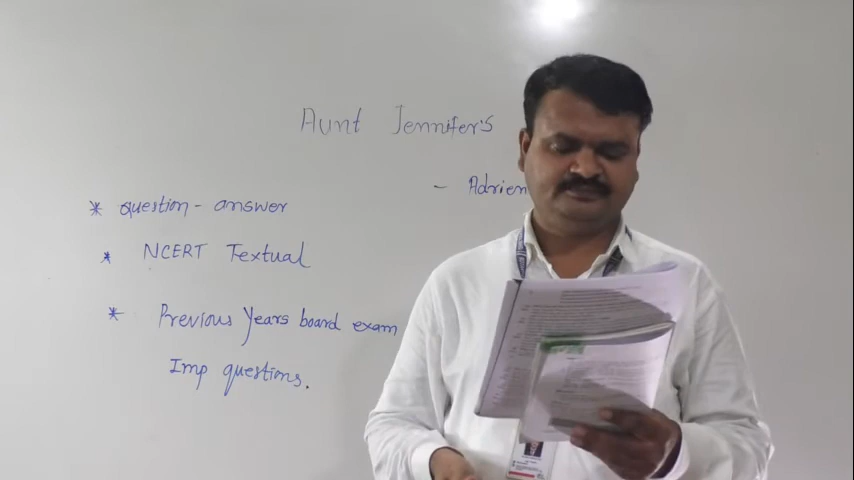 Aunt Jennifer's
- Adrien
* question - answer
* NCERT Textual
* Previous Years board exam
Imp questions.